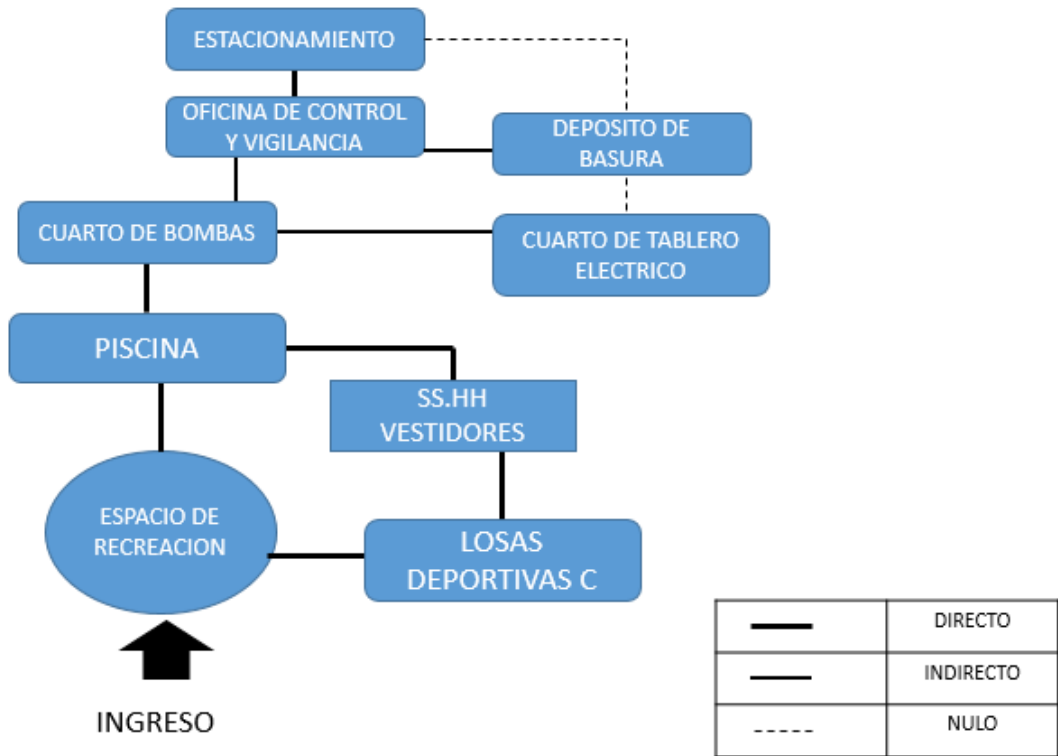 ESTACIONAMIENTO
OFICINA DE CONTROL
Y VIGILANCIA
DEPOSITO DE
BASURA
CUARTO DE BOMBAS
CUARTO DE TABLERO
ELECTRICO
PISCINA
SS.HH
VESTIDORES
ESPACIO DE
RECREACION
LOSAS
DEPORTIVAS C
INGRESO
DIRECTO
INDIRECTO
NULO